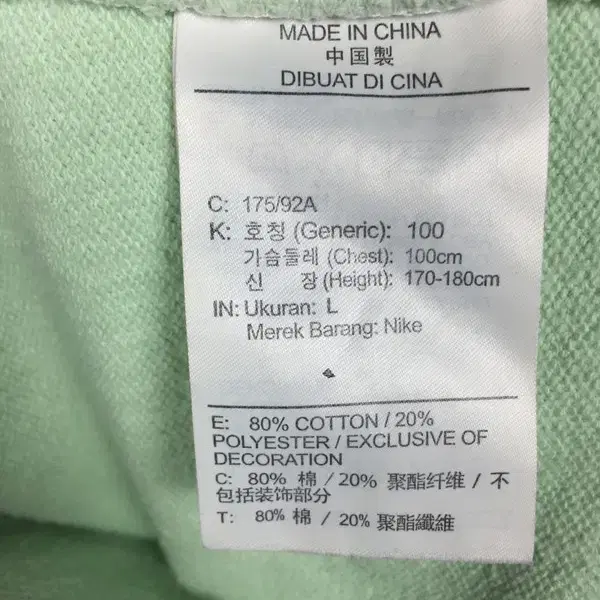 MADE IN CHINA
中国製
DIBUAT DI CINA
C: 175/92A
K: 호칭 (Generic): 100
가슴둘레 (Chest): 100cm
신 장 (Height): 170-180cm
IN: Ukuran: L
Merek Barang: Nike
E: 80% COTTON / 20%
POLYESTER / EXCLUSIVE OF
DECORATION
C: 80% 棉 / 20% 聚酯纤维 / 不
包括装饰部分
T: 80% 棉 / 20% 聚酯纖維